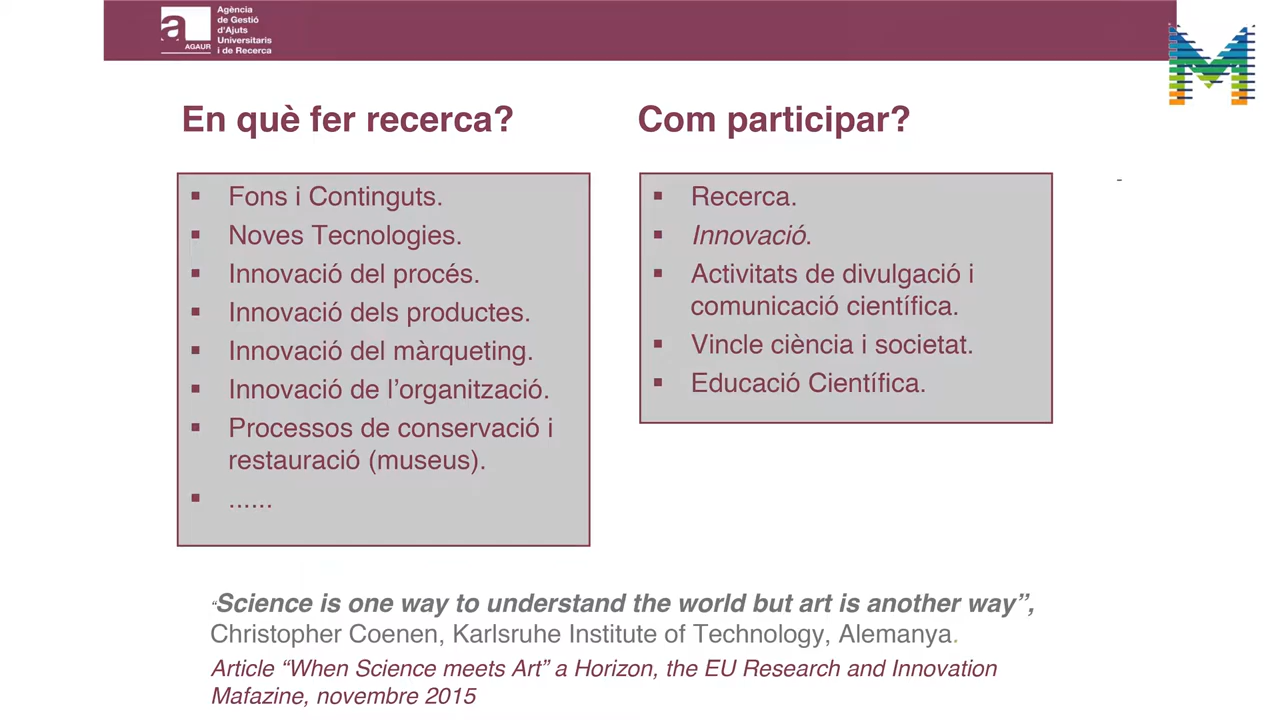 Agència
de Gestió
d'Ajuts
Universitaris
i de Recerca
a
AGAUR
M
En què fer recerca?
▪ Fons i Continguts.
▪ Noves Tecnologies.
▪ Innovació del procés.
▪ Innovació dels productes.
▪ Innovació del màrqueting.
▪ Innovació de l’organització.
▪ Processos de conservació i
restauració (museus).
▪ ......
Com participar?
▪ Recerca.
▪ Innovació.
▪ Activitats de divulgació i
comunicació científica.
▪ Vincle ciència i societat.
▪ Educació Científica.
-
“Science is one way to understand the world but art is another way”,
Christopher Coenen, Karlsruhe Institute of Technology, Alemanya.
Article “When Science meets Art” a Horizon, the EU Research and Innovation
Mafazine, novembre 2015